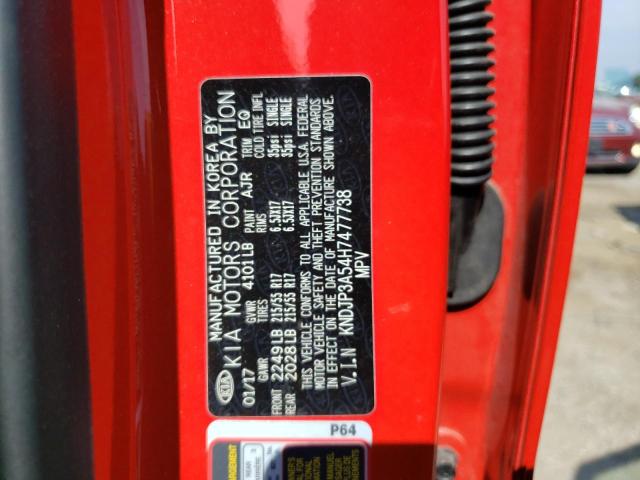 MANUFACTURED IN KOREA BY
KIA KIA MOTORS CORPORATION
01/17 GVWR 4101LB PAINT AJR TRIM EQ
GAWR TIRES RIMS COLD TIRE INFL
FRONT 2249LB 215/55 R17 6.5JX17 35psi SINGLE
REAR 2028LB 215/55 R17 6.5JX17 35psi SINGLE
THIS VEHICLE CONFORMS TO ALL APPLICABLE U.S.A. FEDERAL
MOTOR VEHICLE SAFETY AND THEFT PREVENTION STANDARDS
IN EFFECT ON THE DATE OF MANUFACTURE SHOWN ABOVE.
V.I.N KNDJP3A54H7477738
MPV
P64
REAR